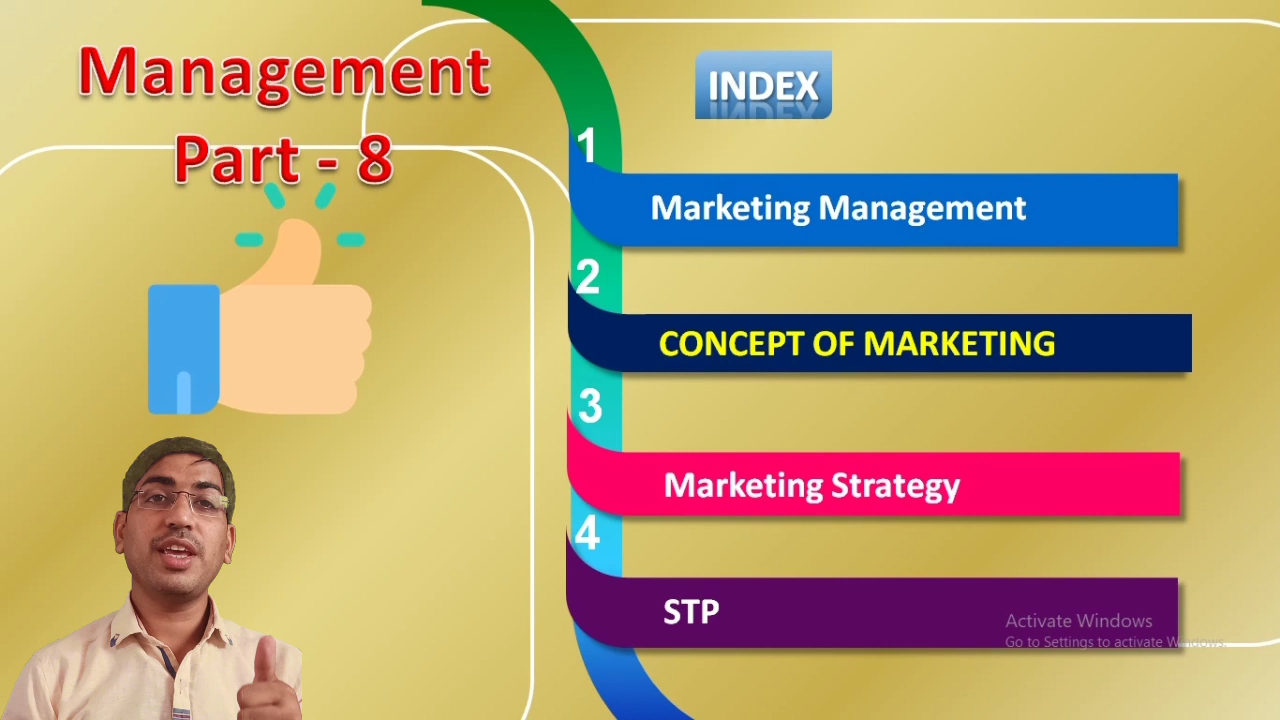 Management
Part - 8
INDEX
1
Marketing Management
2
CONCEPT OF MARKETING
3
Marketing Strategy
4
STP
Activate Windows
Go to Settings to activate Windows.